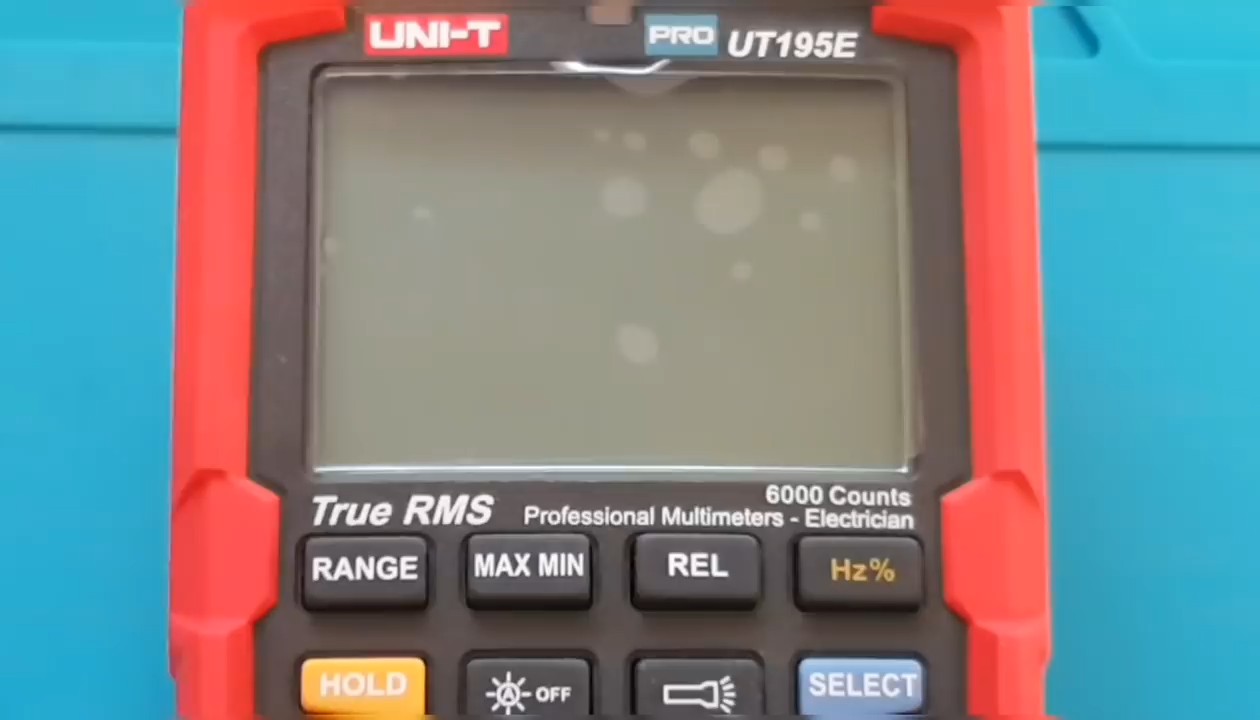 UNI-T PRO UT195E
True RMS
6000 Counts
Professional Multimeters - Electrician
RANGE MAX MIN REL Hz%
HOLD A OFF SELECT